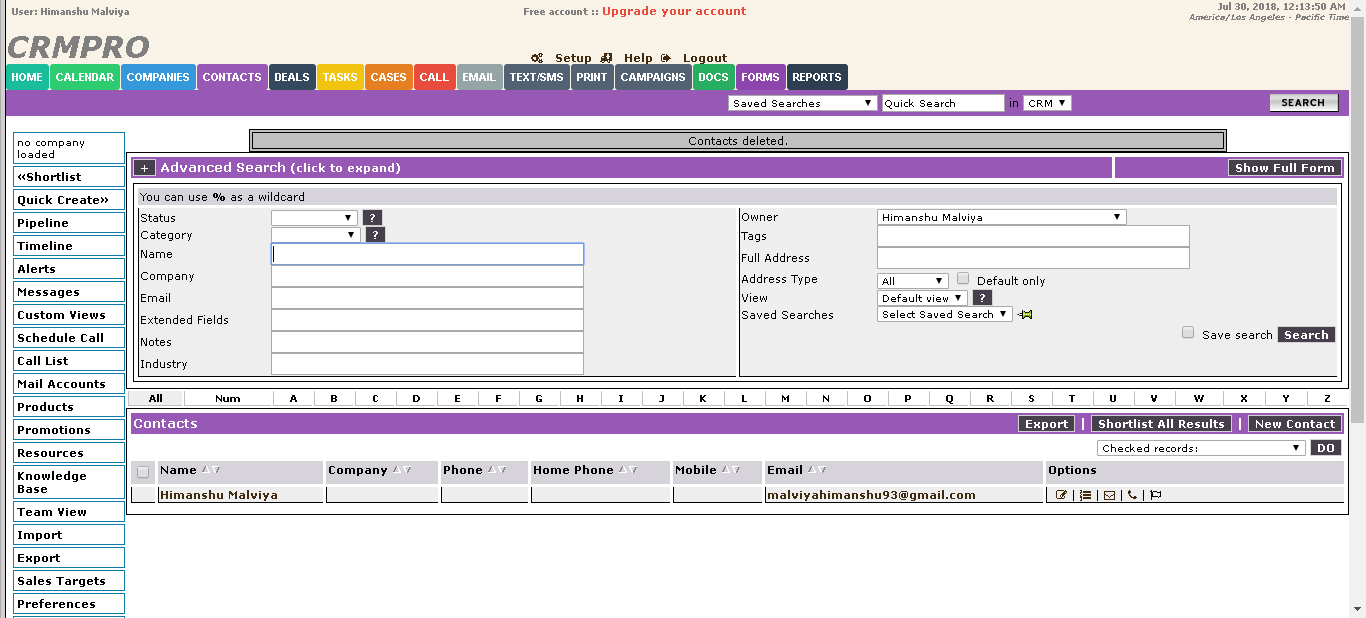 User: Himanshu Malviya
Free account :: Upgrade your account
Jul 30, 2018, 12:13:50 AM
America/Los Angeles - Pacific Time
CRMPRO
Setup Help Logout
HOME CALENDAR COMPANIES CONTACTS DEALS TASKS CASES CALL EMAIL TEXT/SMS PRINT CAMPAIGNS DOCS FORMS REPORTS
Saved Searches Quick Search in CRM SEARCH
no company
loaded
«Shortlist
Quick Create»
Pipeline
Timeline
Alerts
Messages
Custom Views
Schedule Call
Call List
Mail Accounts
Products
Promotions
Resources
Knowledge
Base
Team View
Import
Export
Sales Targets
Preferences
Contacts deleted.
+ Advanced Search (click to expand) Show Full Form
You can use % as a wildcard
Status ?
Category ?
Name
Company
Email
Extended Fields
Notes
Industry
Owner Himanshu Malviya
Tags
Full Address
Address Type All Default only
View Default view ?
Saved Searches Select Saved Search
Save search Search
All Num A B C D E F G H I J K L M N O P Q R S T U V W X Y Z
Contacts Export | Shortlist All Results | New Contact
Checked records: DO
Name Company Phone Home Phone Mobile Email Options
Himanshu Malviya malviyahimanshu93@gmail.com | | | |